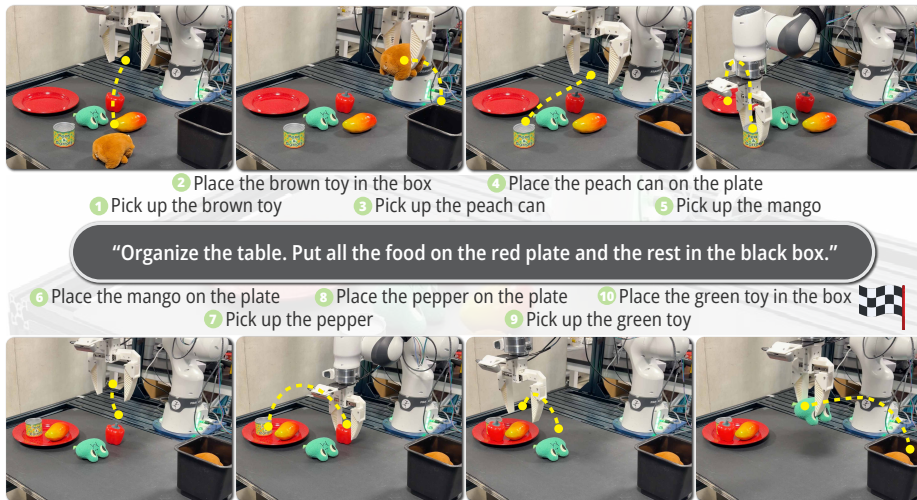 2 Place the brown toy in the box 4 Place the peach can on the plate
1 Pick up the brown toy 3 Pick up the peach can 5 Pick up the mango
“Organize the table. Put all the food on the red plate and the rest in the black box.”
6 Place the mango on the plate 8 Place the pepper on the plate 10 Place the green toy in the box
7 Pick up the pepper 9 Pick up the green toy